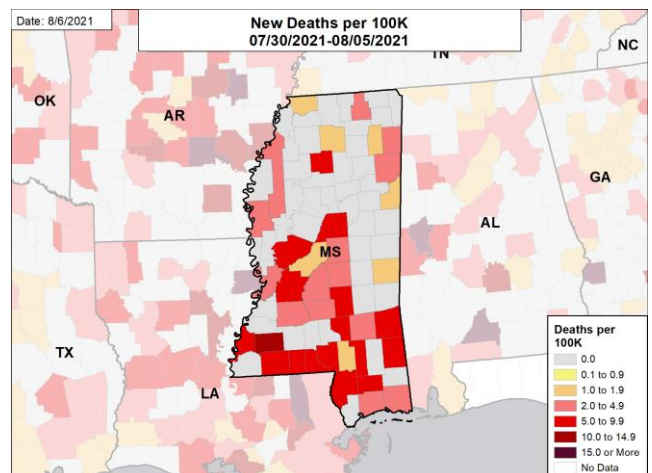 Date: 8/6/2021
New Deaths per 100K
07/30/2021-08/05/2021
TN
NC
OK
AR
GA
MS
AL
TX
LA
Deaths per
100K
0.0
0.1 to 0.9
1.0 to 1.9
2.0 to 4.9
5.0 to 9.9
10.0 to 14.9
15.0 or More
No Data